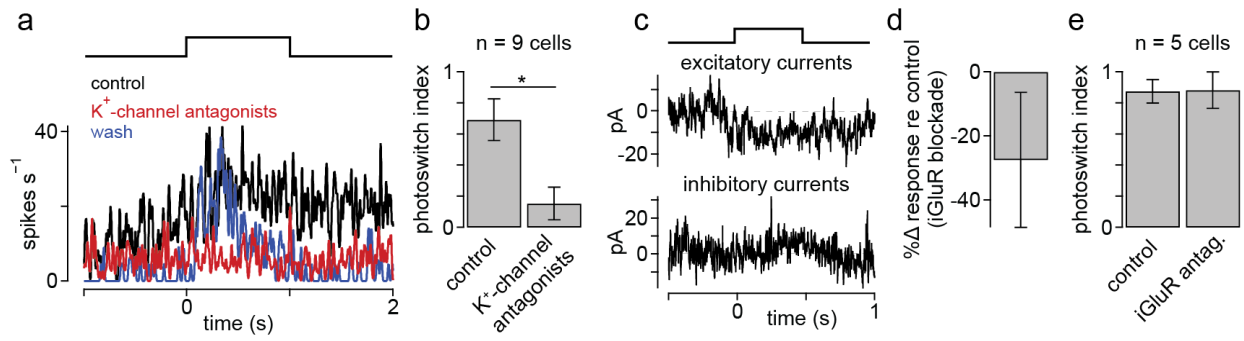 a
control
K+-channel antagonists
wash
40
0
spikes s−1
0
2
time (s)
b
n = 9 cells
*
1
0
photoswitch index
control
K+-channel
antagonists
c
excitatory currents
0
-20
pA
inhibitory currents
20
0
pA
0
1
time (s)
d
0
-20
-40
%Δ response re control
(iGluR blockade)
e
n = 5 cells
1
0
photoswitch index
control
iGluR antag.